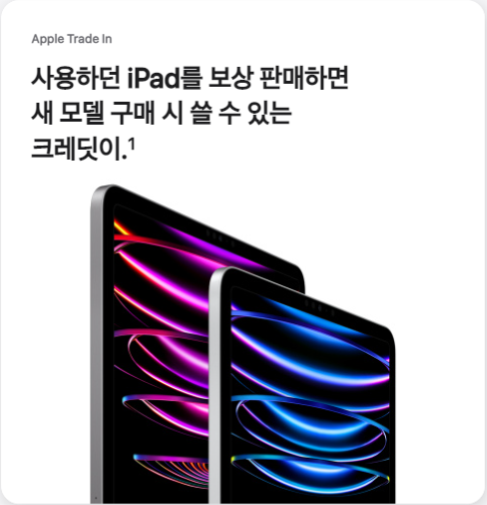 Apple Trade In
사용하던 iPad를 보상 판매하면
새 모델 구매 시 쓸 수 있는
크레딧이.¹